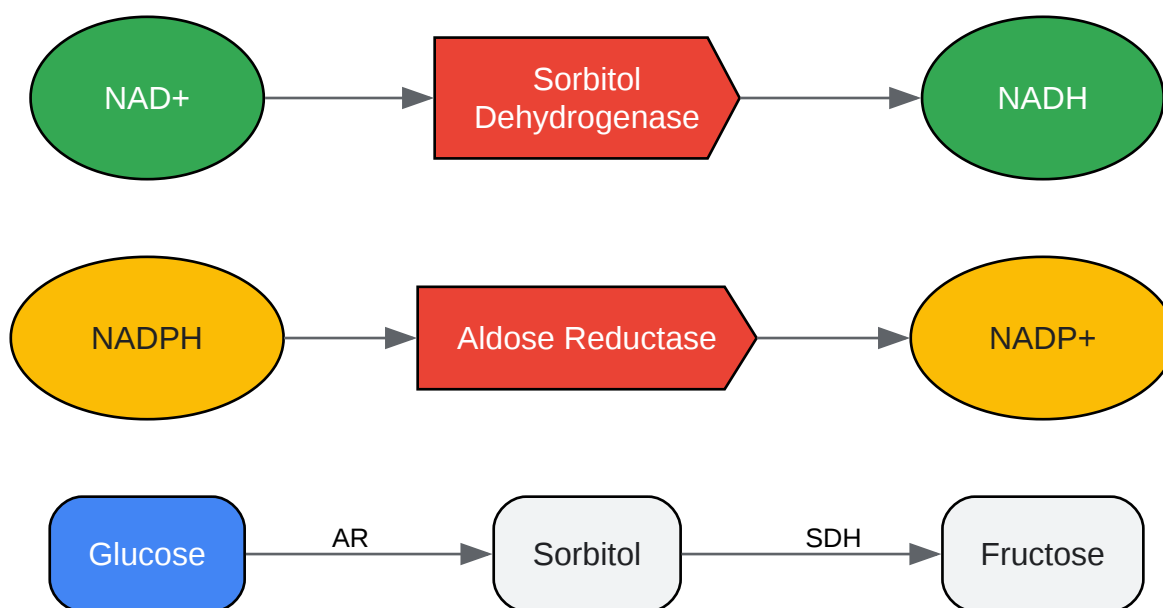 NAD+
Sorbitol
Dehydrogenase
NADH
NADPH
Aldose Reductase
NADP+
Glucose
AR
Sorbitol
SDH
Fructose